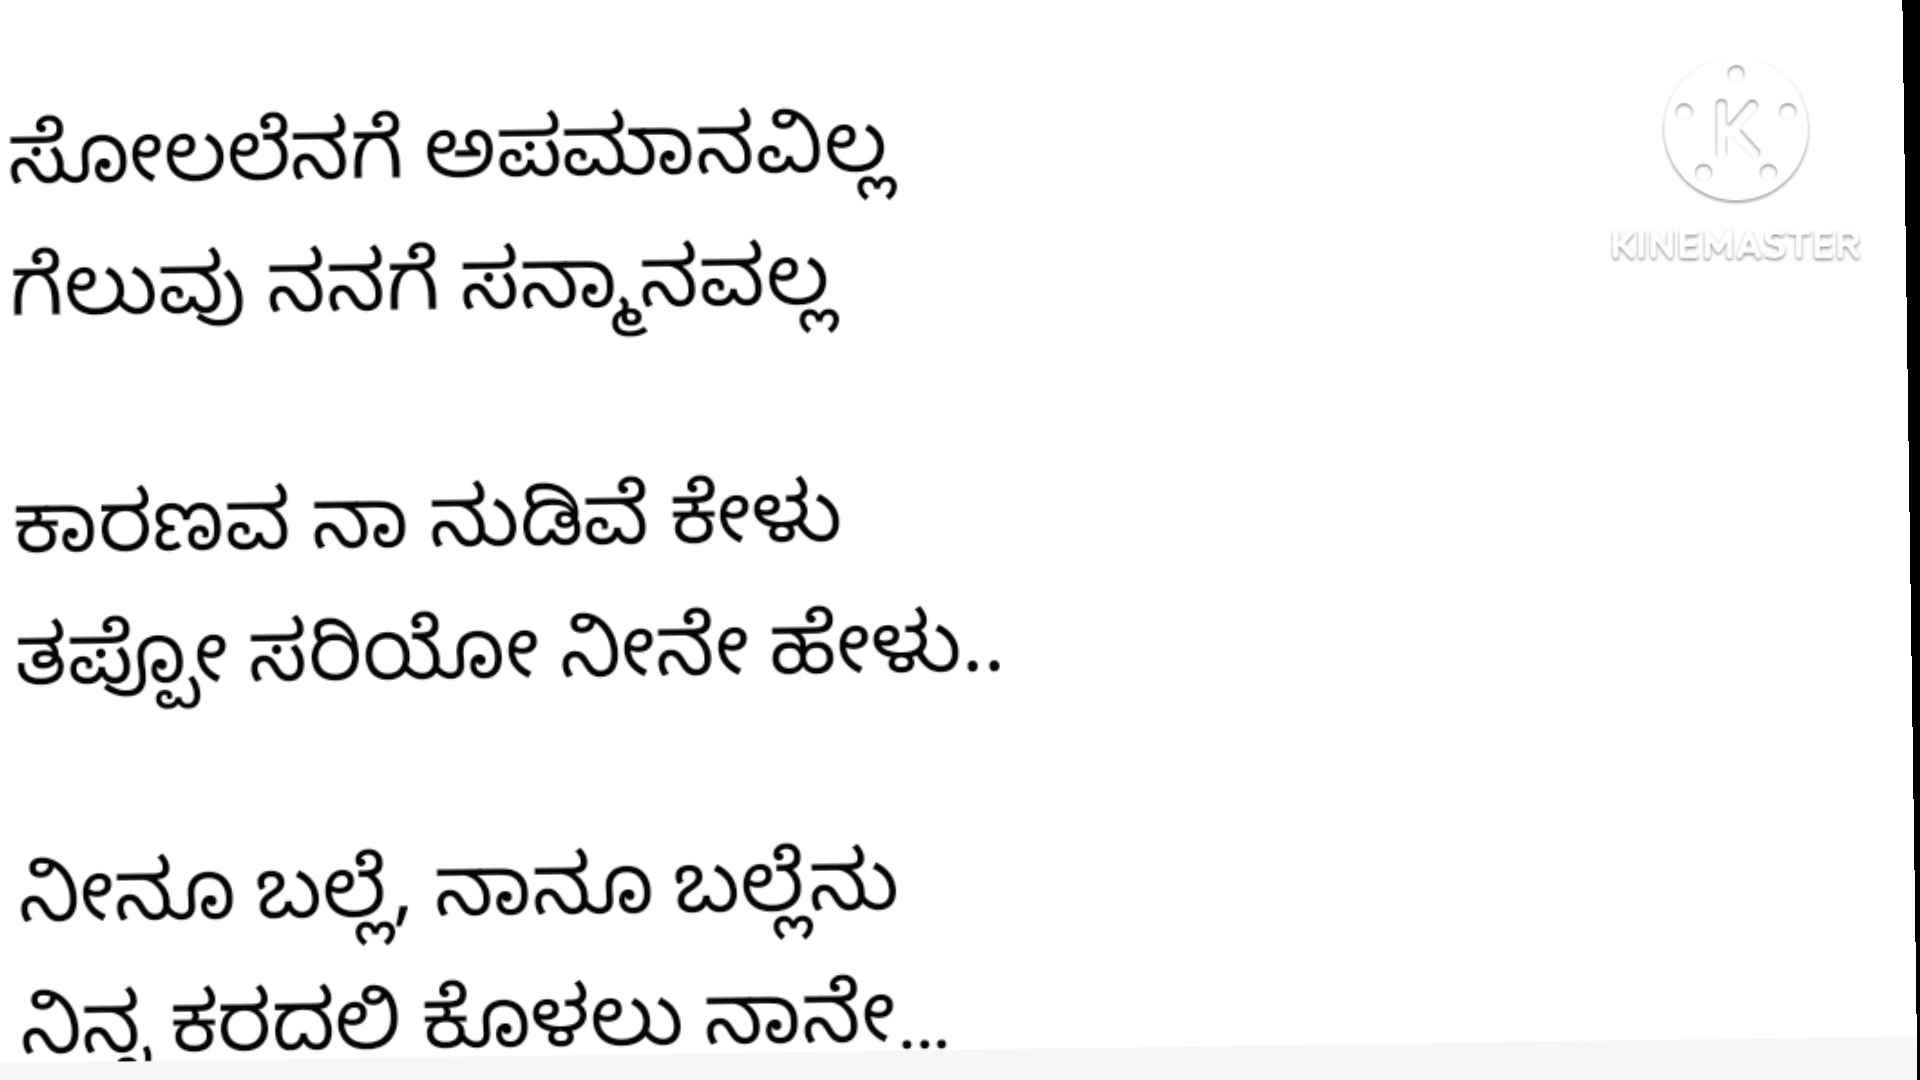 ಸೋಲಲೆನಗೆ ಅಪಮಾನವಿಲ್ಲ
ಗೆಲುವು ನನಗೆ ಸನ್ಮಾನವಲ್ಲ
ಕಾರಣವ ನಾ ನುಡಿವೆ ಕೇಳು
ತಪ್ಪೋ ಸರಿಯೋ ನೀನೇ ಹೇಳು..
ನೀನೂ ಬಲ್ಲೆ, ನಾನೂ ಬಲ್ಲೆನು
ನಿನ್ನ ಕರದಲಿ ಕೊಳಲು ನಾನೇ...
K
KINEMASTER